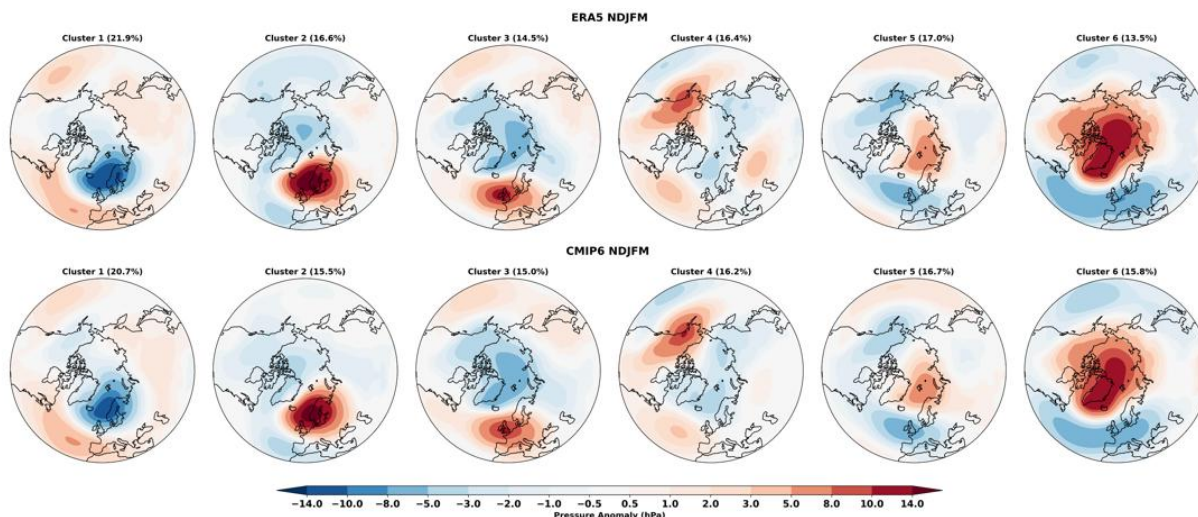 ERA5 NDJFM
Cluster 1 (21.9%) Cluster 2 (16.6%) Cluster 3 (14.5%) Cluster 4 (16.4%) Cluster 5 (17.0%) Cluster 6 (13.5%)
CMIP6 NDJFM
Cluster 1 (20.7%) Cluster 2 (15.5%) Cluster 3 (15.0%) Cluster 4 (16.2%) Cluster 5 (16.7%) Cluster 6 (15.8%)
−14.0 −10.0 −8.0 −5.0 −3.0 −2.0 −1.0 −0.5 0.5 1.0 2.0 3.0 5.0 8.0 10.0 14.0
Pressure Anomaly (hPa)